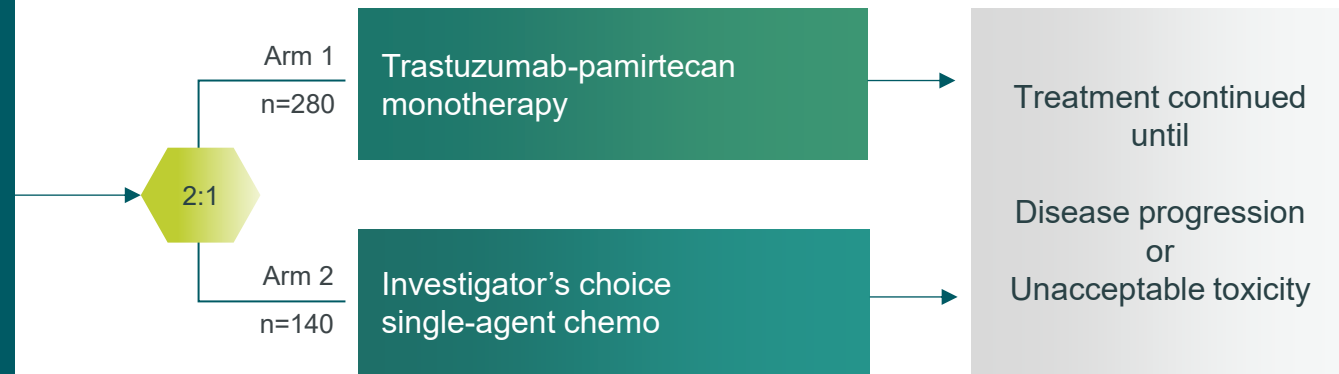 Arm 1
n=280
Trastuzumab-pamirtecan
monotherapy
2:1
Arm 2
n=140
Investigator’s choice
single-agent chemo
Treatment continued
until
Disease progression
or
Unacceptable toxicity